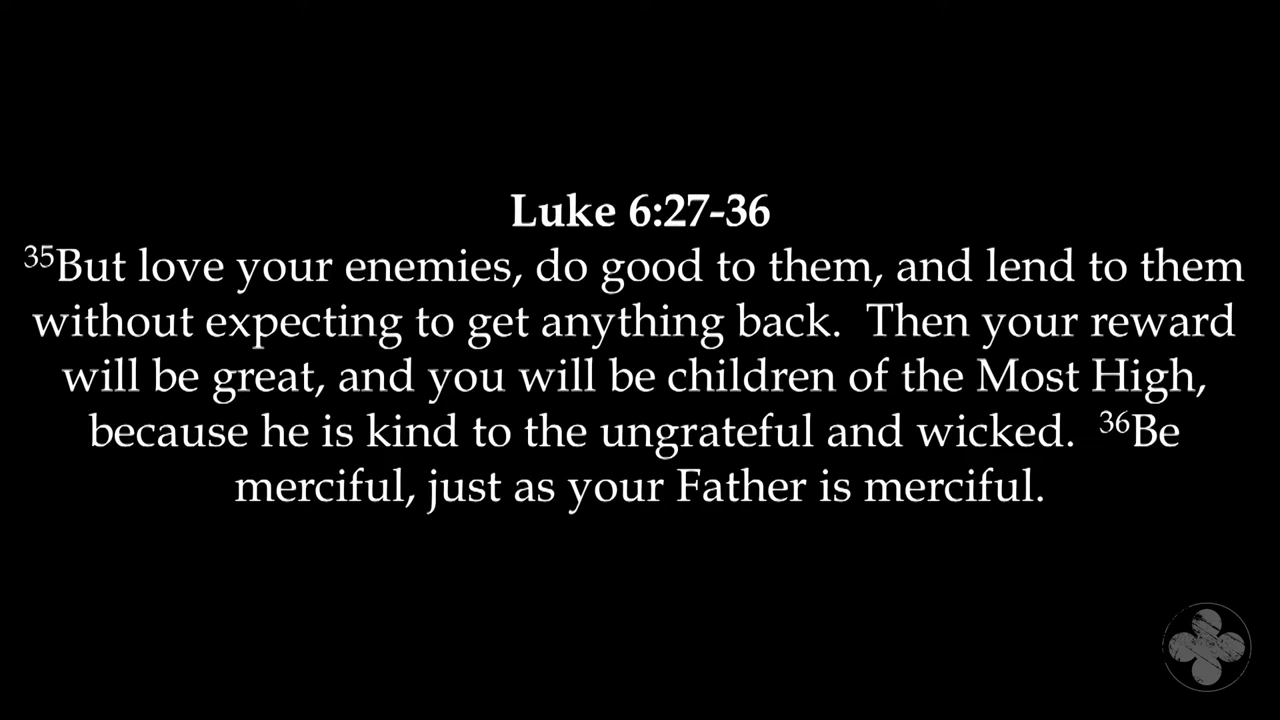 Luke 6:27-36
³⁵But love your enemies, do good to them, and lend to them
without expecting to get anything back.  Then your reward
will be great, and you will be children of the Most High,
because he is kind to the ungrateful and wicked.  ³⁶Be
merciful, just as your Father is merciful.